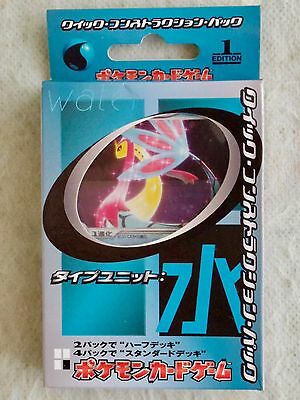 クイック・コンストラクション・パック
1
EDITION
ポケモンカードゲーム
water
クイック・コンストラクション・パック
1進化
タイプユニット:
水
2パックで"ハーフデッキ"
4パックで"スタンダードデッキ"
ポケモンカードゲーム